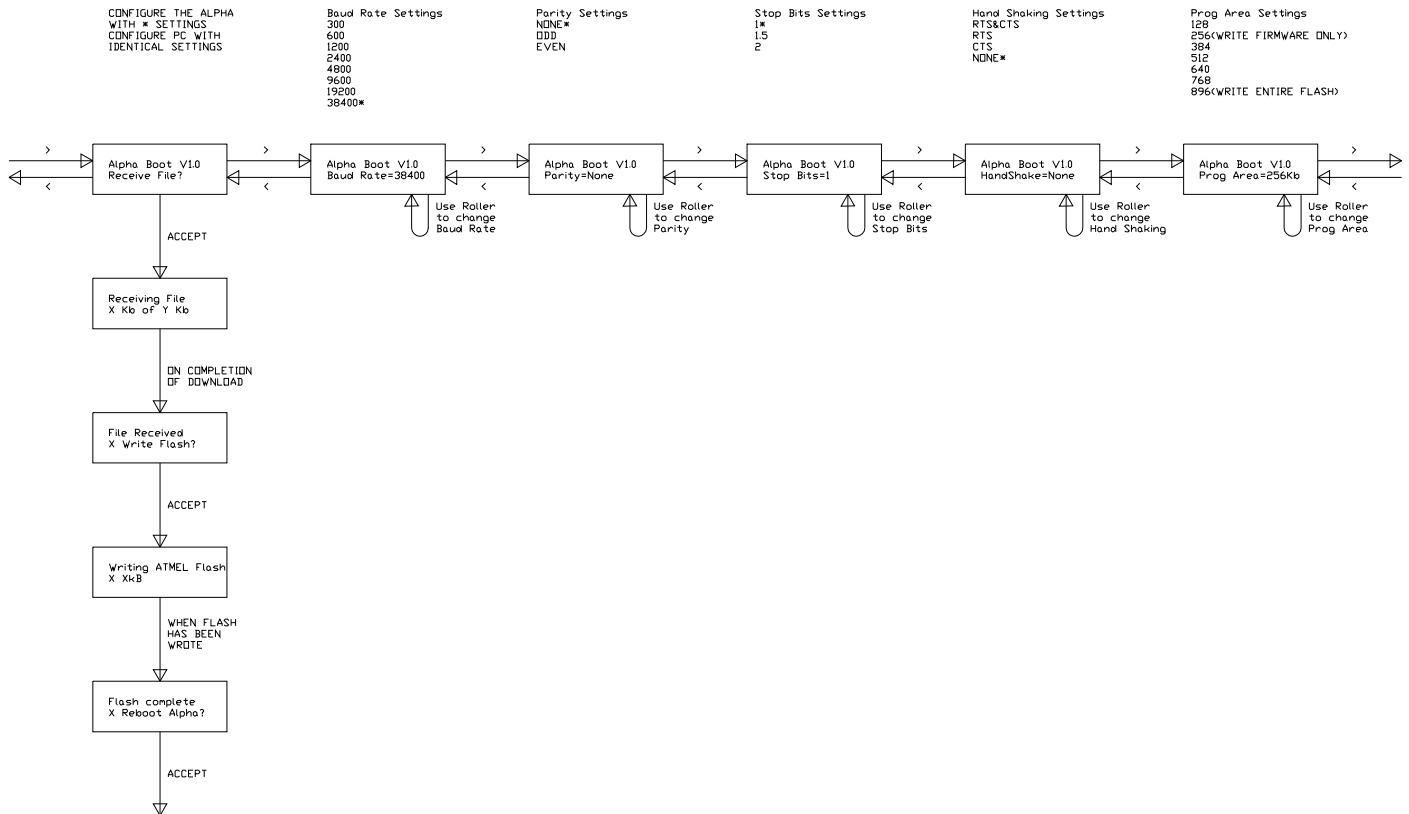 CONFIGURE THE ALPHA
WITH * SETTINGS
CONFIGURE PC WITH
IDENTICAL SETTINGS
Baud Rate Settings
300
600
1200
2400
4800
9600
19200
38400*
Parity Settings
NONE*
ODD
EVEN
Stop Bits Settings
1*
1.5
2
Hand Shaking Settings
RTS&CTS
RTS
CTS
NONE*
Prog Area Settings
128
256(WRITE FIRMWARE ONLY)
384
512
640
768
896(WRITE ENTIRE FLASH)
>
>
>
>
>
>
>
Alpha Boot V1.0
Receive File?
Alpha Boot V1.0
Baud Rate=38400
Alpha Boot V1.0
Parity=None
Alpha Boot V1.0
Stop Bits=1
Alpha Boot V1.0
HandShake=None
Alpha Boot V1.0
Prog Area=256Kb
<
<
<
<
<
<
<
Use Roller
to change
Baud Rate
Use Roller
to change
Parity
Use Roller
to change
Stop Bits
Use Roller
to change
Hand Shaking
Use Roller
to change
Prog Area
ACCEPT
Receiving File
X Kb of Y Kb
ON COMPLETION
OF DOWNLOAD
File Received
X Write Flash?
ACCEPT
Writing ATMEL Flash
X XkB
WHEN FLASH
HAS BEEN
WROTE
Flash complete
X Reboot Alpha?
ACCEPT